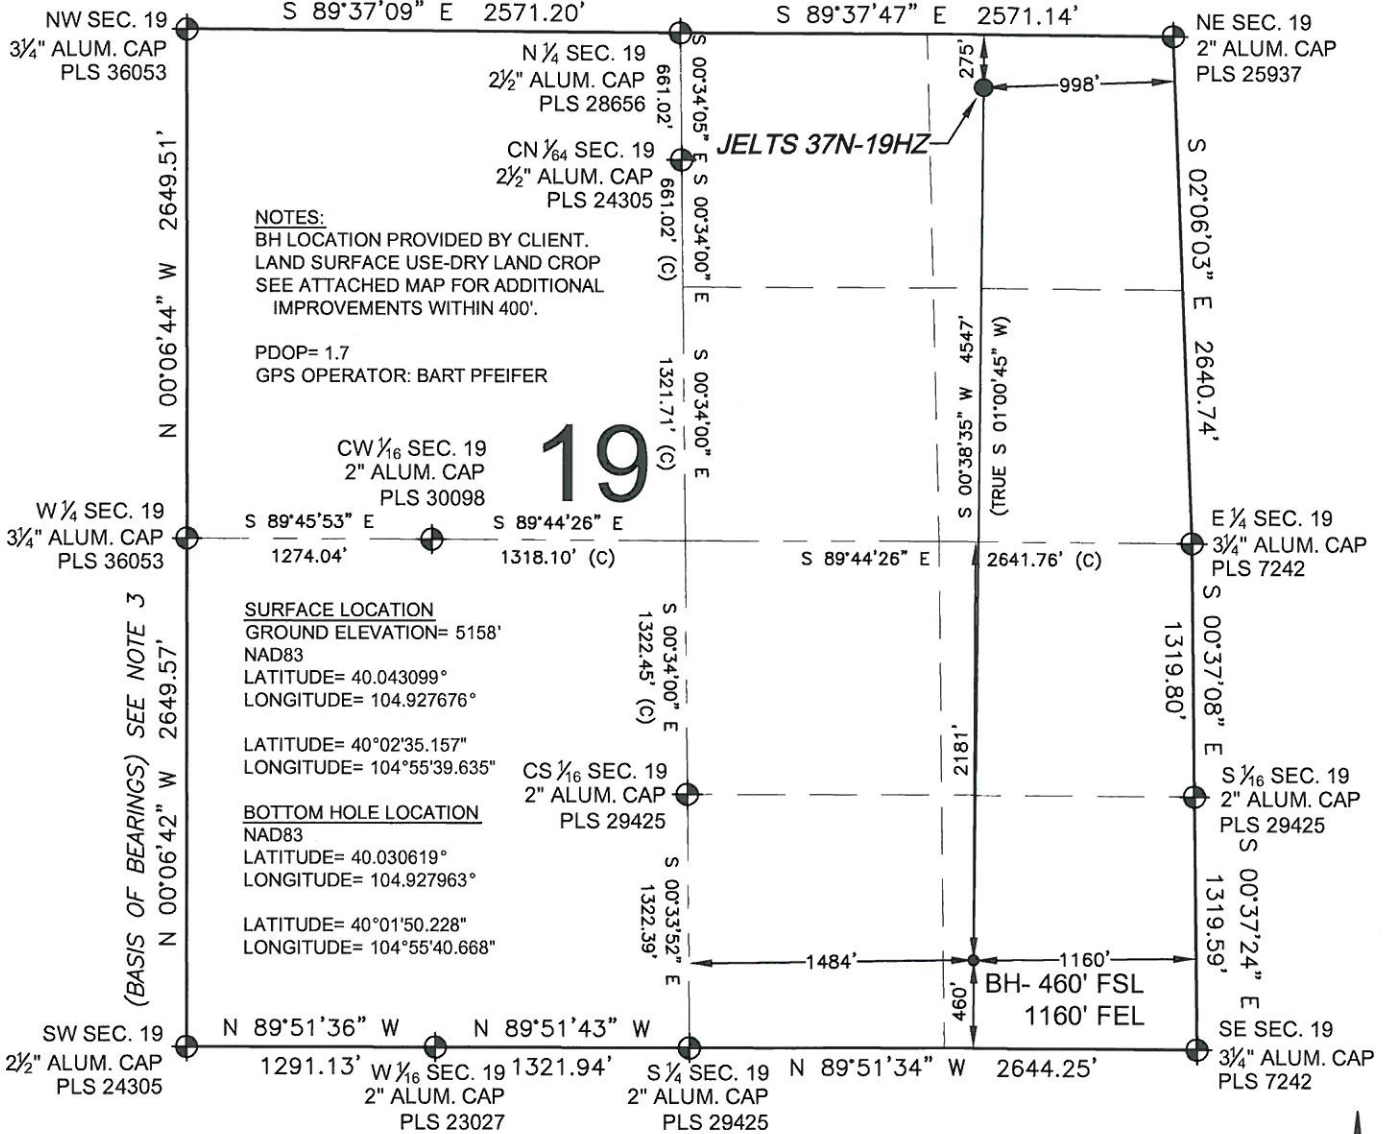 S 89°37'09" E 2571.20'
S 89°37'47" E 2571.14'
NW SEC. 19
3¼" ALUM. CAP
PLS 36053
N ¼ SEC. 19
2½" ALUM. CAP
PLS 28656
NE SEC. 19
2" ALUM. CAP
PLS 25937
275'
998'
JELTS 37N-19HZ
CN 1/64 SEC. 19
2½" ALUM. CAP
PLS 24305
S 00°34'05" E
661.02'
S 00°34'00" E
661.02' (C)
N 00°06'44" W 2649.51'
S 02°06'03" E 2640.74'
NOTES:
BH LOCATION PROVIDED BY CLIENT.
LAND SURFACE USE-DRY LAND CROP
SEE ATTACHED MAP FOR ADDITIONAL
IMPROVEMENTS WITHIN 400'.
PDOP= 1.7
GPS OPERATOR: BART PFEIFER
S 00°34'00" E
1321.71' (C)
S 00°38'35" W 4547'
(TRUE S 01°00'45" W)
19
CW 1/16 SEC. 19
2" ALUM. CAP
PLS 30098
W ¼ SEC. 19
3¼" ALUM. CAP
PLS 36053
S 89°45'53" E
1274.04'
S 89°44'26" E
1318.10' (C)
S 89°44'26" E 2641.76' (C)
E ¼ SEC. 19
3¼" ALUM. CAP
PLS 7242
(BASIS OF BEARINGS) SEE NOTE 3
N 00°06'42" W 2649.57'
SURFACE LOCATION
GROUND ELEVATION= 5158'
NAD83
LATITUDE= 40.043099°
LONGITUDE= 104.927676°
LATITUDE= 40°02'35.157"
LONGITUDE= 104°55'39.635"
BOTTOM HOLE LOCATION
NAD83
LATITUDE= 40.030619°
LONGITUDE= 104.927963°
LATITUDE= 40°01'50.228"
LONGITUDE= 104°55'40.668"
S 00°34'00" E
1322.45' (C)
2181'
S 00°37'08" E
1319.80'
CS 1/16 SEC. 19
2" ALUM. CAP
PLS 29425
S 1/16 SEC. 19
2" ALUM. CAP
PLS 29425
S 00°33'52" E
1322.39'
S 00°37'24" E
1319.59'
1484'
1160'
460'
BH- 460' FSL
1160' FEL
SW SEC. 19
2½" ALUM. CAP
PLS 24305
N 89°51'36" W
1291.13'
W 1/16 SEC. 19
2" ALUM. CAP
PLS 23027
N 89°51'43" W
1321.94'
S ¼ SEC. 19
2" ALUM. CAP
PLS 29425
N 89°51'34" W 2644.25'
SE SEC. 19
3¼" ALUM. CAP
PLS 7242